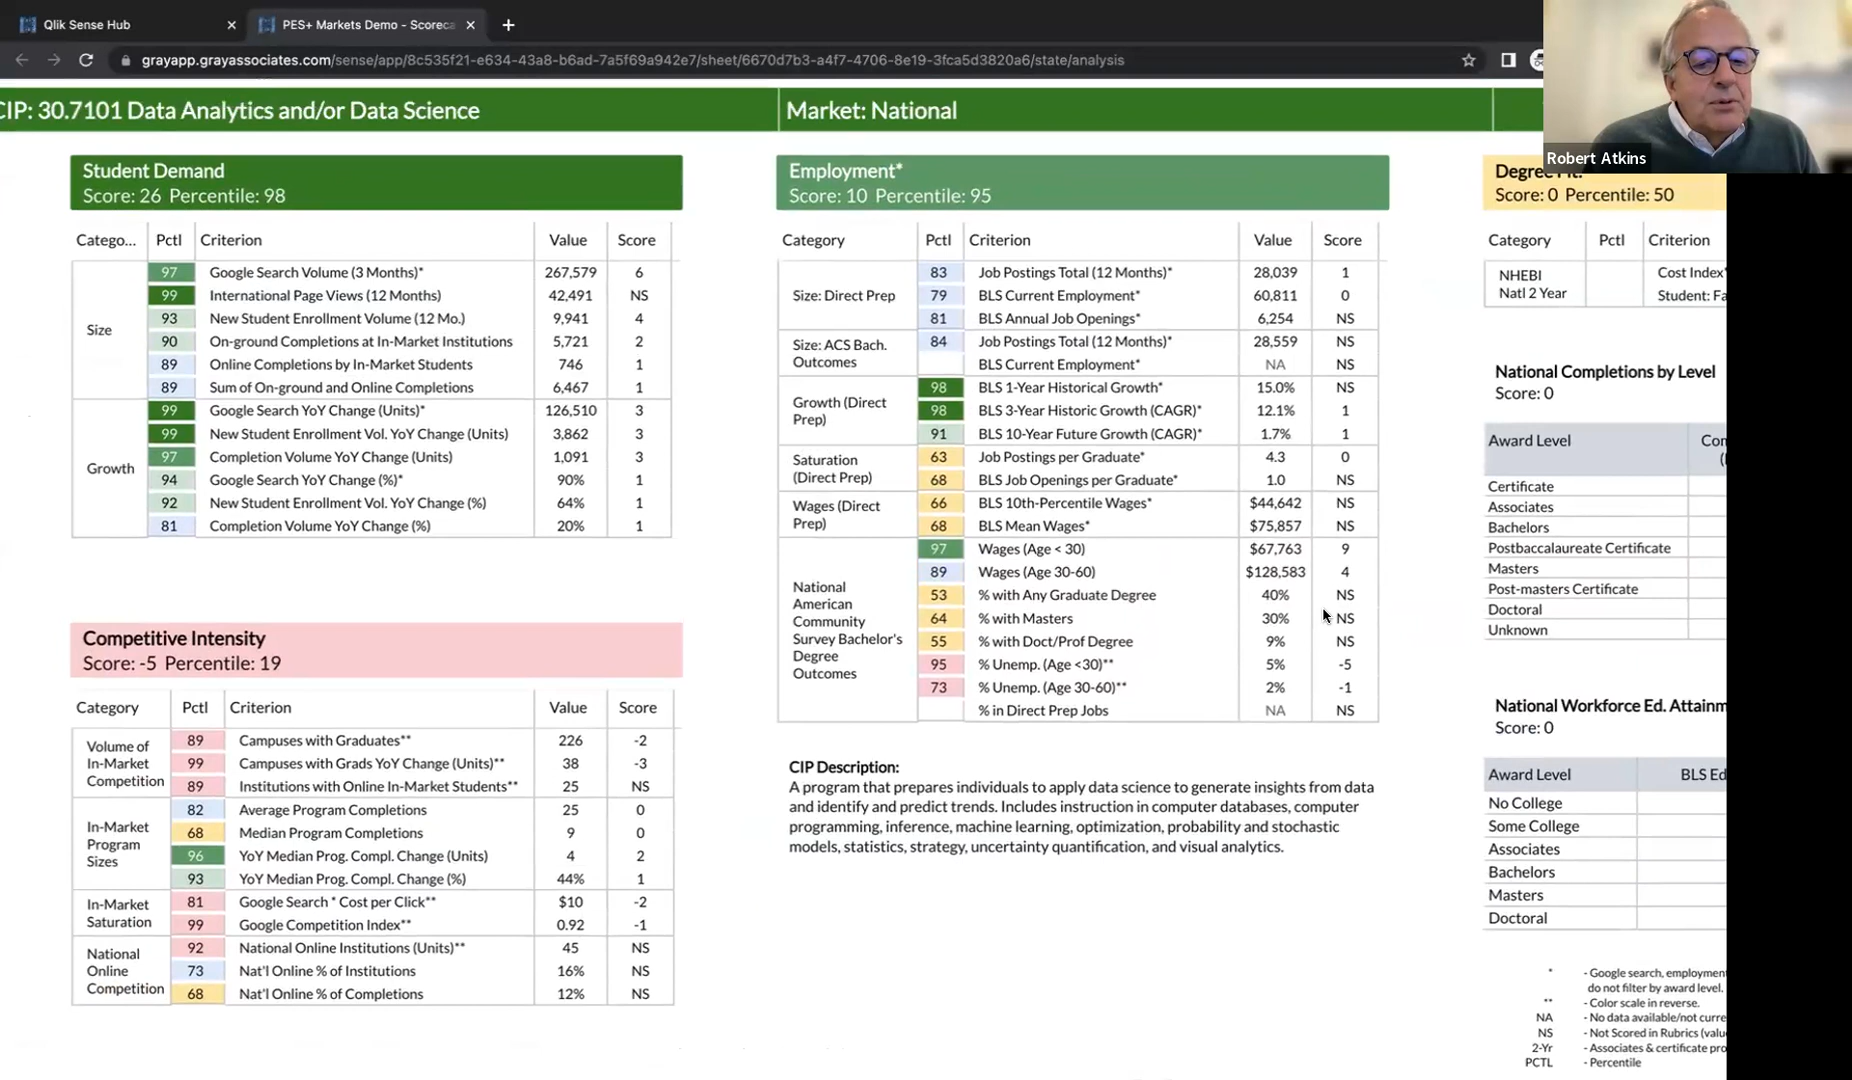 Qlik Sense Hub
PES+ Markets Demo - Scoreca
grayapp.grayassociates.com/sense/app/8c535f21-e634-43a8-b6ad-7a5f69a942e7/sheet/6670d7b3-a4f7-4706-8e19-3fca5d3820a6/state/analysis
CIP: 30.7101 Data Analytics and/or Data Science
Market: National
Robert Atkins
Student Demand
Score: 26 Percentile: 98
Catego... Pctl Criterion Value Score
Size
97 Google Search Volume (3 Months)* 267,579 6
99 International Page Views (12 Months) 42,491 NS
93 New Student Enrollment Volume (12 Mo.) 9,941 4
90 On-ground Completions at In-Market Institutions 5,721 2
89 Online Completions by In-Market Students 746 1
89 Sum of On-ground and Online Completions 6,467 1
Growth
99 Google Search YoY Change (Units)* 126,510 3
99 New Student Enrollment Vol. YoY Change (Units) 3,862 3
97 Completion Volume YoY Change (Units) 1,091 3
94 Google Search YoY Change (%)* 90% 1
92 New Student Enrollment Vol. YoY Change (%) 64% 1
81 Completion Volume YoY Change (%) 20% 1
Competitive Intensity
Score: -5 Percentile: 19
Category Pctl Criterion Value Score
Volume of
In-Market
Competition
89 Campuses with Graduates** 226 -2
99 Campuses with Grads YoY Change (Units)** 38 -3
89 Institutions with Online In-Market Students** 25 NS
In-Market
Program
Sizes
82 Average Program Completions 25 0
68 Median Program Completions 9 0
96 YoY Median Prog. Compl. Change (Units) 4 2
93 YoY Median Prog. Compl. Change (%) 44% 1
In-Market
Saturation
81 Google Search * Cost per Click** $10 -2
99 Google Competition Index** 0.92 -1
National
Online
Competition
92 National Online Institutions (Units)** 45 NS
73 Nat'l Online % of Institutions 16% NS
68 Nat'l Online % of Completions 12% NS
Employment*
Score: 10 Percentile: 95
Category Pctl Criterion Value Score
Size: Direct Prep
83 Job Postings Total (12 Months)* 28,039 1
79 BLS Current Employment* 60,811 0
81 BLS Annual Job Openings* 6,254 NS
Size: ACS Bach.
Outcomes
84 Job Postings Total (12 Months)* 28,559 NS
BLS Current Employment* NA NS
Growth (Direct
Prep)
98 BLS 1-Year Historical Growth* 15.0% NS
98 BLS 3-Year Historic Growth (CAGR)* 12.1% 1
91 BLS 10-Year Future Growth (CAGR)* 1.7% 1
Saturation
(Direct Prep)
63 Job Postings per Graduate* 4.3 0
68 BLS Job Openings per Graduate* 1.0 NS
Wages (Direct
Prep)
66 BLS 10th-Percentile Wages* $44,642 NS
68 BLS Mean Wages* $75,857 NS
National
American
Community
Survey Bachelor's
Degree
Outcomes
97 Wages (Age < 30) $67,763 9
89 Wages (Age 30-60) $128,583 4
53 % with Any Graduate Degree 40% NS
64 % with Masters 30% NS
55 % with Doct/Prof Degree 9% NS
95 % Unemp. (Age <30)** 5% -5
73 % Unemp. (Age 30-60)** 2% -1
% in Direct Prep Jobs NA NS
CIP Description:
A program that prepares individuals to apply data science to generate insights from data
and identify and predict trends. Includes instruction in computer databases, computer
programming, inference, machine learning, optimization, probability and stochastic
models, statistics, strategy, uncertainty quantification, and visual analytics.
Degree
Score: 0 Percentile: 50
Category Pctl Criterion
NHEBI
Natl 2 Year
Cost Index*
Student: Fa
National Completions by Level
Score: 0
Award Level Con
Certificate
Associates
Bachelors
Postbaccalaureate Certificate
Masters
Post-masters Certificate
Doctoral
Unknown
National Workforce Ed. Attainm
Score: 0
Award Level BLS Ed
No College
Some College
Associates
Bachelors
Masters
Doctoral
* - Google search, employment
do not filter by award level.
** - Color scale in reverse.
NA - No data available/not curre
NS - Not Scored in Rubrics (valu
2-Yr - Associates & certificate pro
PCTL - Percentile